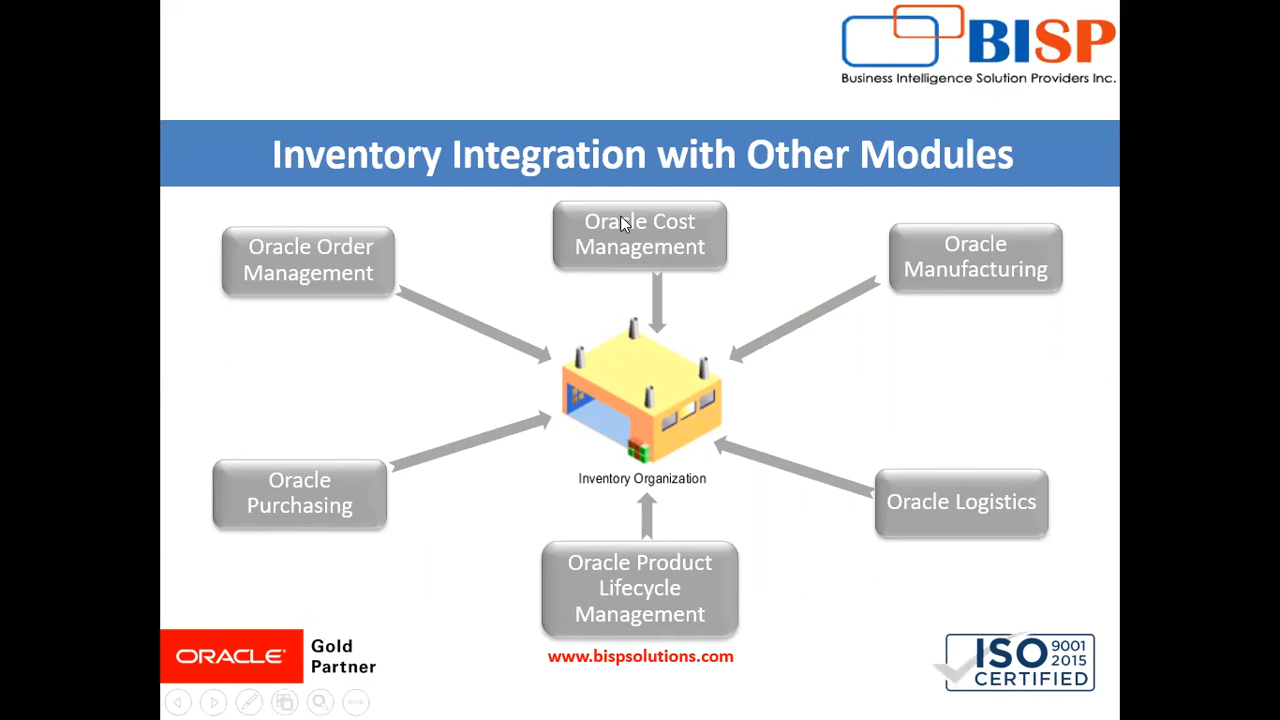 BISP
Business Intelligence Solution Providers Inc.
Inventory Integration with Other Modules
Oracle Order
Management
Oracle Cost
Management
Oracle
Manufacturing
Inventory Organization
Oracle
Purchasing
Oracle Logistics
Oracle Product
Lifecycle
Management
www.bispsolutions.com
ORACLE
Gold
Partner
ISO 9001
2015
CERTIFIED